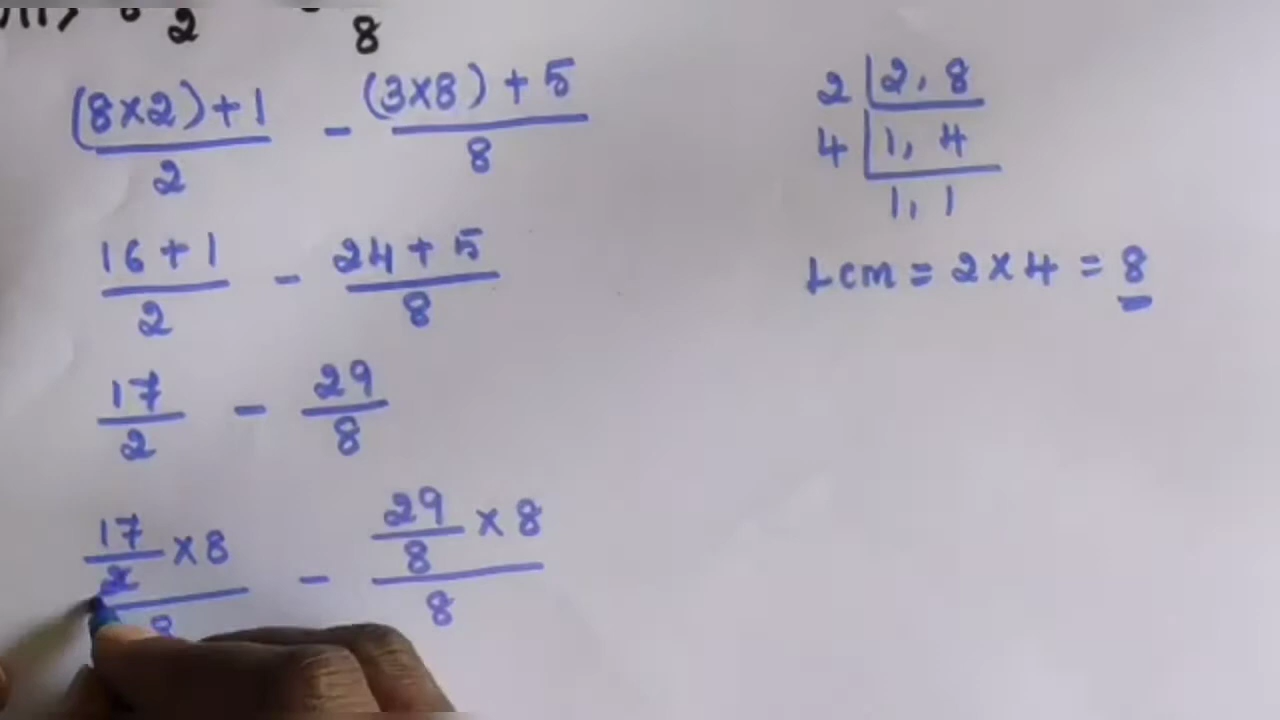 2 8
(8×2)+1 - (3×8)+5
2 8
16+1 - 24+5
2 8
17 - 29
2 8
17 × 8 - 29 × 8
2 8
8 8
2 | 2, 8
4 | 1, 4
1, 1
Lcm = 2×4 = 8